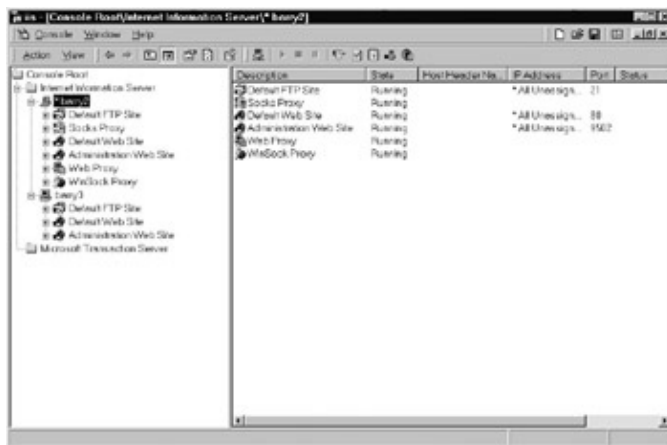 iis - [Console Root\Internet Information Server\* berry2]
Console Window Help
Action View
Console Root
Internet Information Server
* berry2
Default FTP Site
Socks Proxy
Default Web Site
Administration Web Site
Web Proxy
WinSock Proxy
berry3
Default FTP Site
Default Web Site
Administration Web Site
Microsoft Transaction Server
Description State Host Header Na... IP Address Port Status
Default FTP Site Running * All Unassign... 21
Socks Proxy Running
Default Web Site Running * All Unassign... 80
Administration Web Site Running * All Unassign... 9502
Web Proxy Running
WinSock Proxy Running